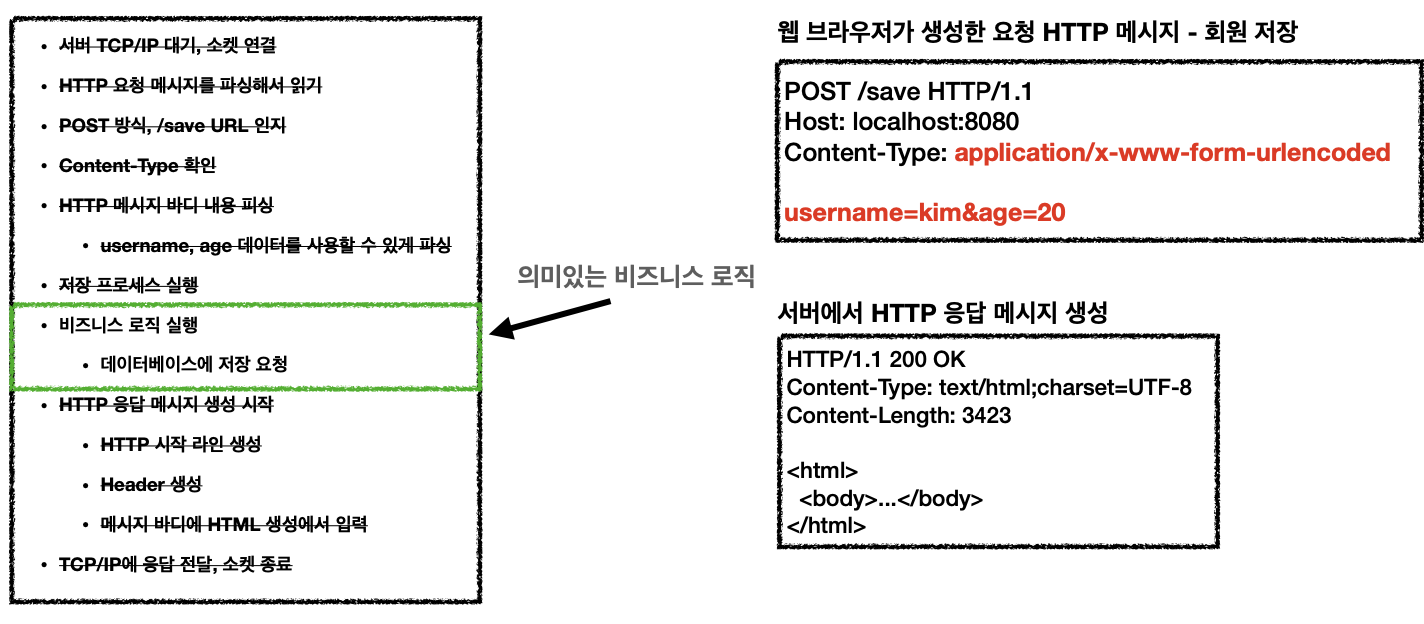 서버 TCP/IP 대기, 소켓 연결
HTTP 요청 메시지를 파싱해서 읽기
POST 방식, /save URL 인지
Content-Type 확인
HTTP 메시지 바디 내용 파싱
username, age 데이터를 사용할 수 있게 파싱
저장 프로세스 실행
비즈니스 로직 실행
데이터베이스에 저장 요청
HTTP 응답 메시지 생성 시작
HTTP 시작 라인 생성
Header 생성
메시지 바디에 HTML 생성에서 입력
TCP/IP에 응답 전달, 소켓 종료
의미있는 비즈니스 로직
웹 브라우저가 생성한 요청 HTTP 메시지 - 회원 저장
POST /save HTTP/1.1
Host: localhost:8080
Content-Type: application/x-www-form-urlencoded
username=kim&age=20
서버에서 HTTP 응답 메시지 생성
HTTP/1.1 200 OK
Content-Type: text/html;charset=UTF-8
Content-Length: 3423
<html>
<body>...</body>
</html>